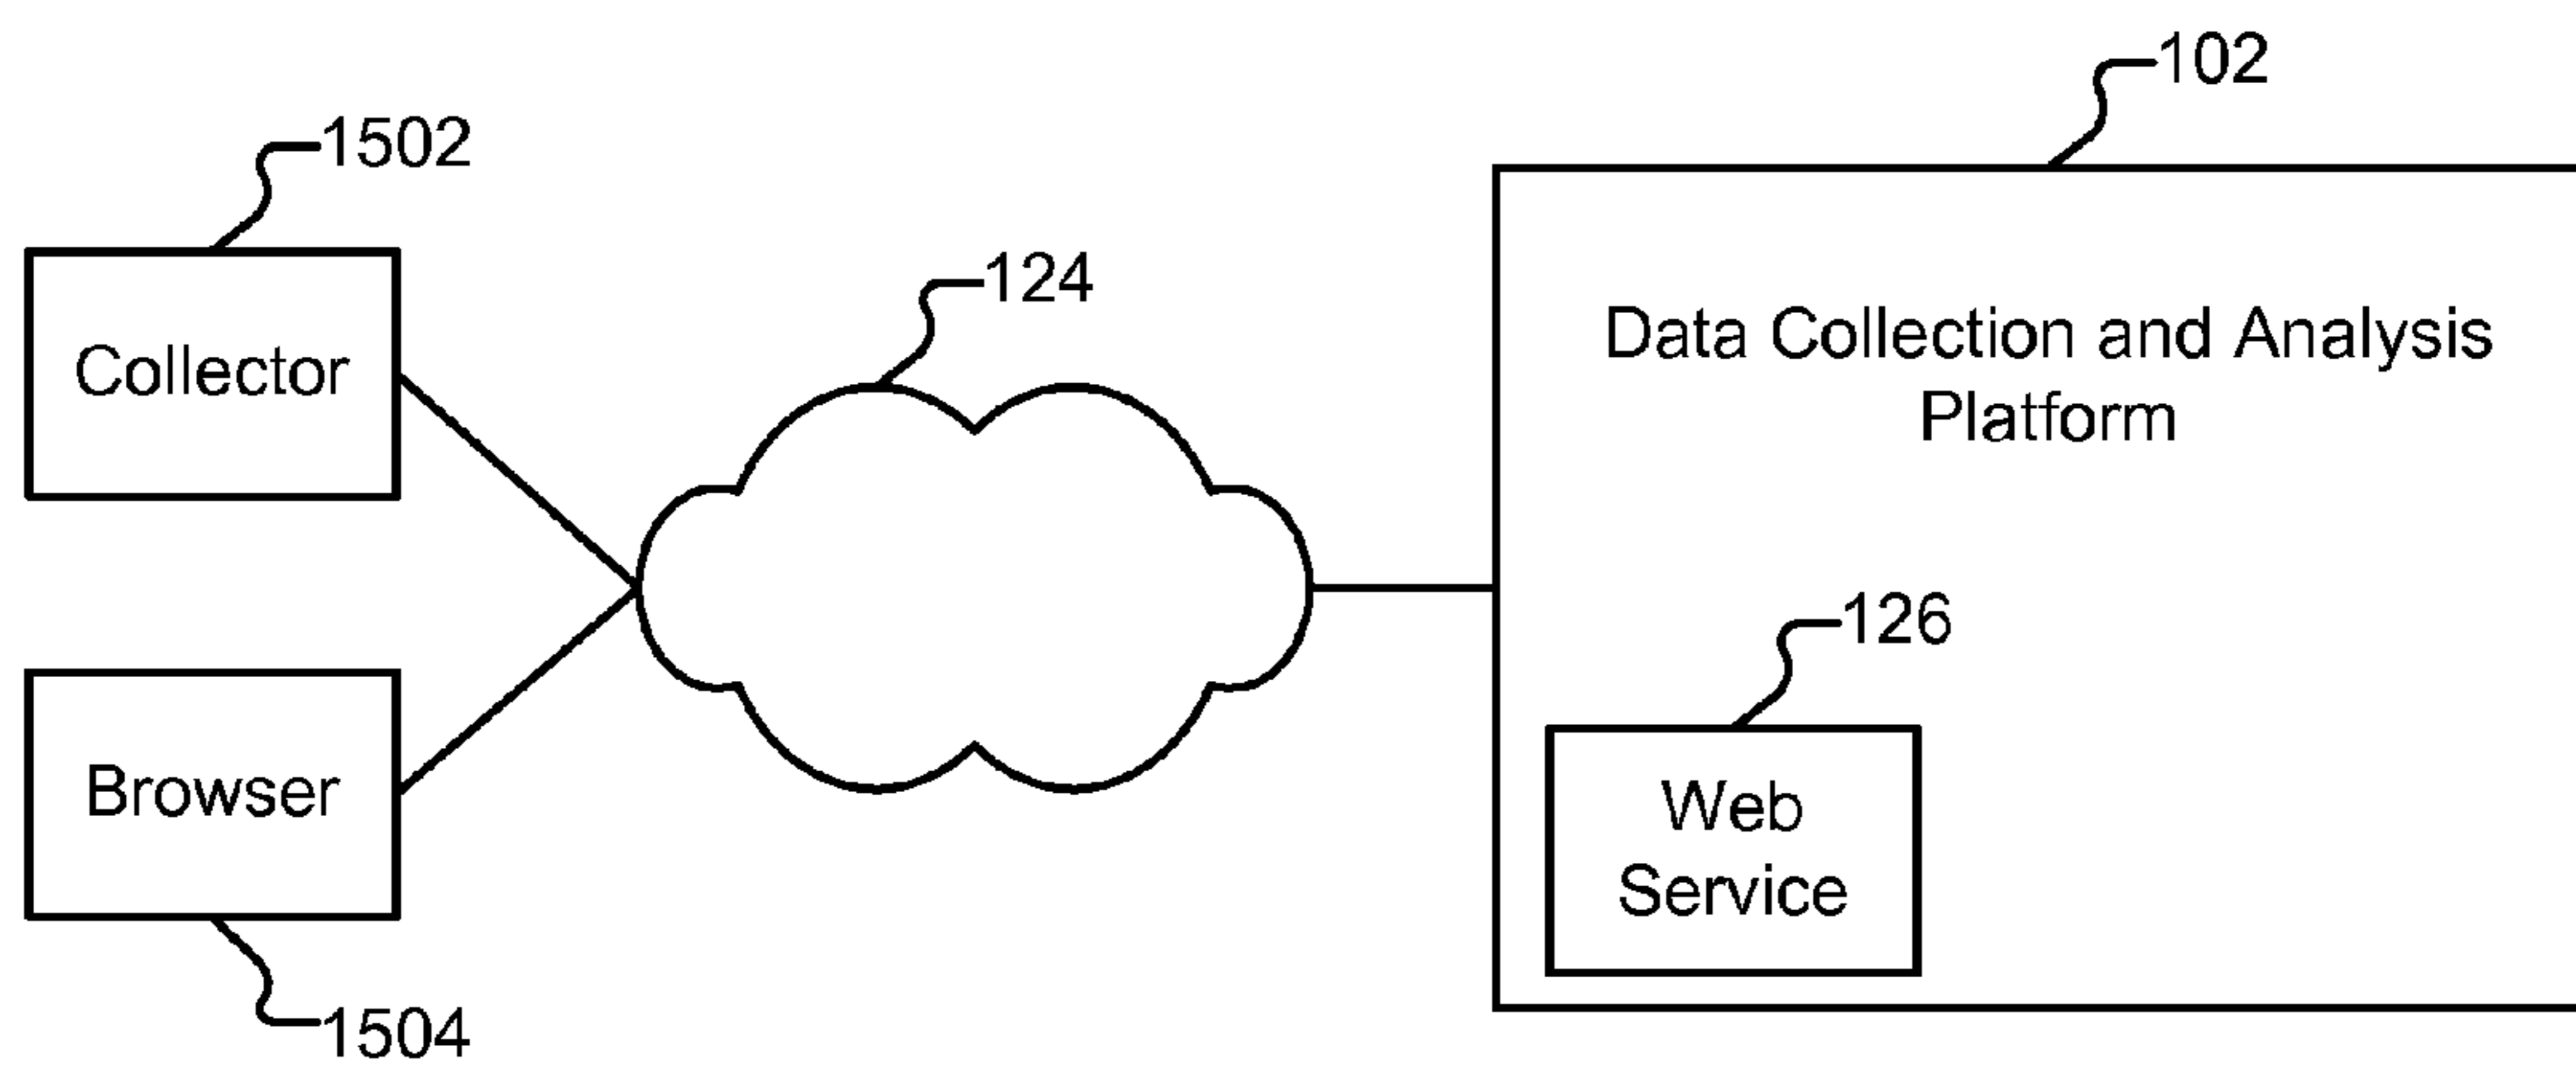 102
1502
124
Collector
Data Collection and Analysis
Platform
126
Browser
Web
Service
1504